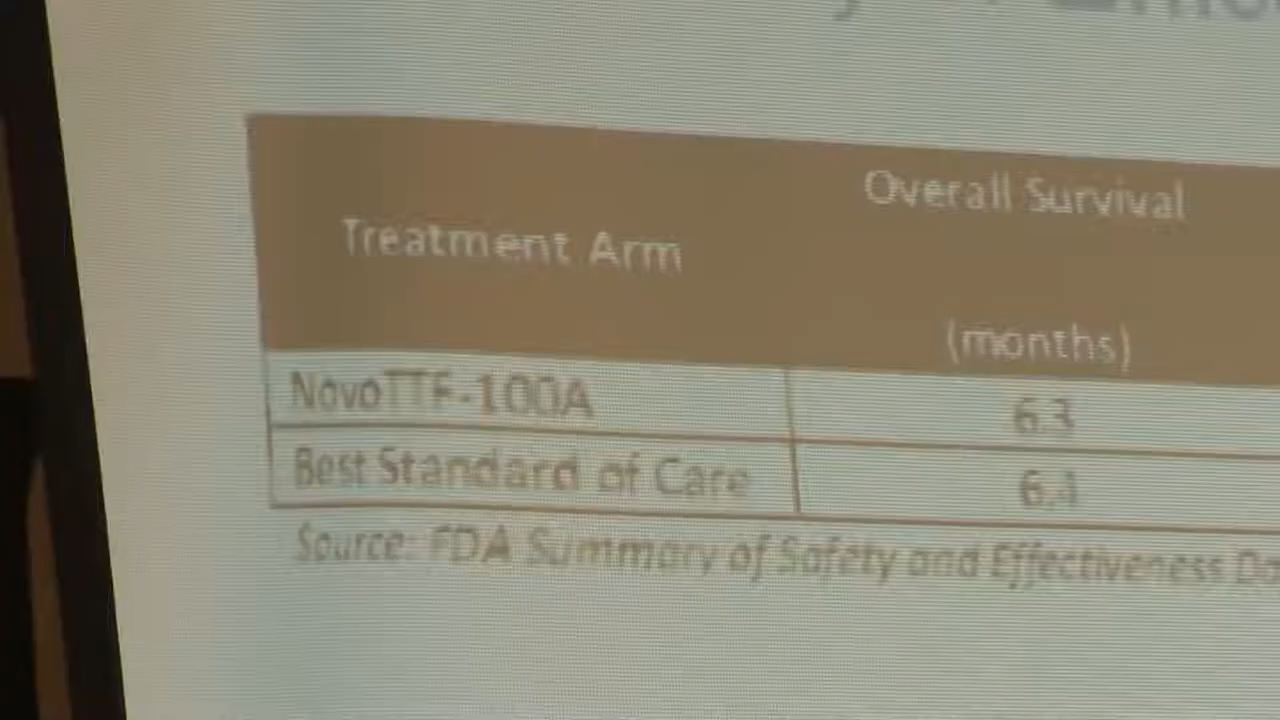 Overall Survival
Treatment Arm
(months)
NovoTTF-100A 6.3
Best Standard of Care 6.4
Source: FDA Summary of Safety and Effectiveness